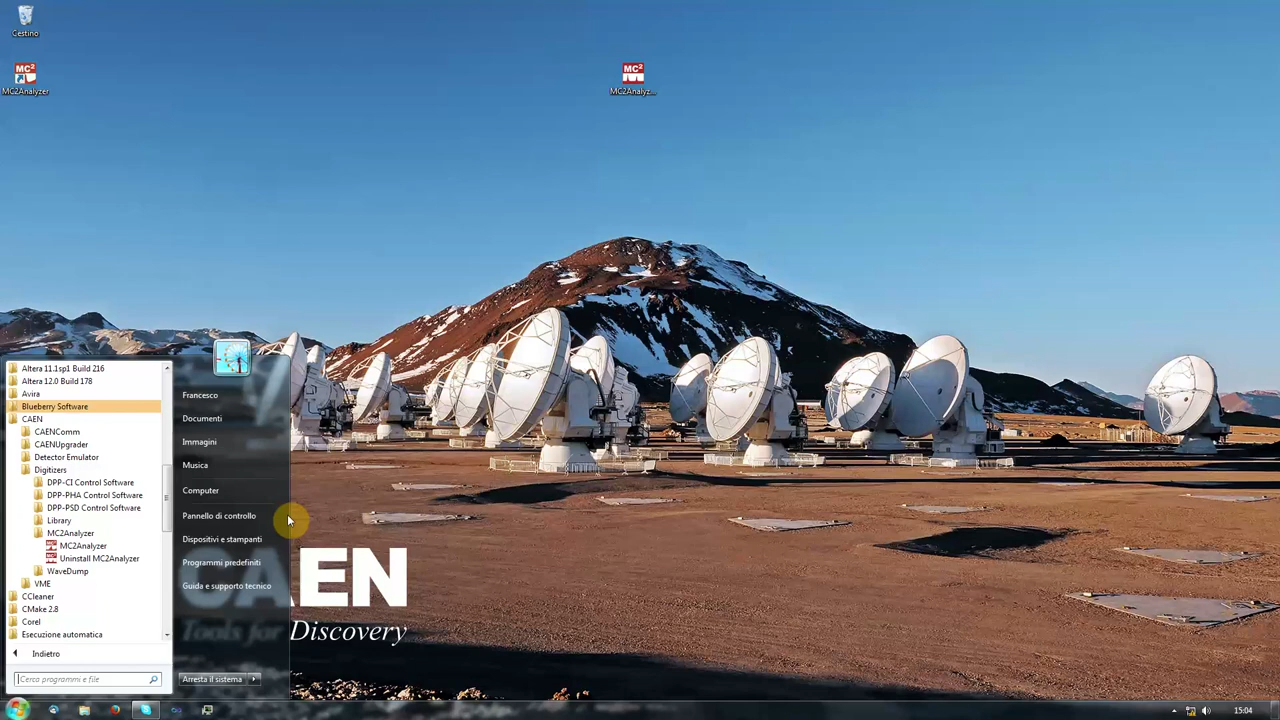 Cestino
MC2
MC2Analyzer
MC2
MC2Analyz...
Altera 11.1sp1 Build 216
Altera 12.0 Build 178
Avira
Blueberry Software
CAEN
CAENComm
CAENUpgrader
Detector Emulator
Digitizers
DPP-CI Control Software
DPP-PHA Control Software
DPP-PSD Control Software
Library
MC2Analyzer
MC2Analyzer
Uninstall MC2Analyzer
WaveDump
VME
CCleaner
CMake 2.8
Corel
Esecuzione automatica
Indietro
Cerca programmi e file
Francesco
Documenti
Immagini
Musica
Computer
Pannello di controllo
Dispositivi e stampanti
Programmi predefiniti
Guida e supporto tecnico
Arresta il sistema
CAEN
Tools for Discovery
15:04